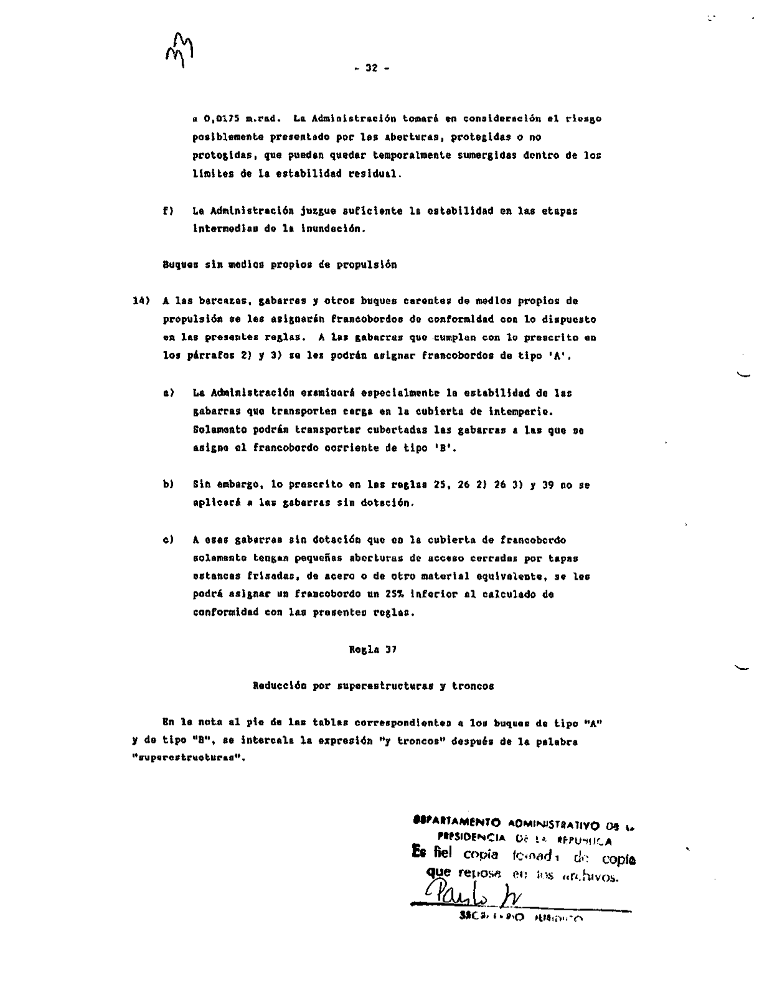 - 32 -
a 0,0175 m.rad. La Administración tomará en consideración el riesgo
posiblemente presentado por las aberturas, protegidas o no
protegidas, que puedan quedar temporalmente sumergidas dentro de los
límites de la estabilidad residual.
f) La Administración juzgue suficiente la estabilidad en las etapas
intermedias de la inundación.
Buques sin medios propios de propulsión
14) A las barcazas, gabarras y otros buques carentes de medios propios de
propulsión se les asignarán francobordos de conformidad con lo dispuesto
en las presentes reglas. A las gabarras que cumplan con lo prescrito en
los párrafos 2) y 3) se les podrán asignar francobordos de tipo 'A'.
a) La Administración examinará especialmente la estabilidad de las
gabarras que transporten carga en la cubierta de intemperie.
Solamente podrán transportar cubertadas las gabarras a las que se
asigne el francobordo corriente de tipo 'B'.
b) Sin embargo, lo prescrito en las reglas 25, 26 2) 26 3) y 39 no se
aplicará a las gabarras sin dotación.
c) A esas gabarras sin dotación que en la cubierta de francobordo
solamente tengan pequeñas aberturas de acceso cerradas por tapas
estancas frisadas, de acero o de otro material equivalente, se les
podrá asignar un francobordo un 25% inferior al calculado de
conformidad con las presentes reglas.
Regla 37
Reducción por superestructuras y troncos
En la nota al pie de las tablas correspondientes a los buques de tipo "A"
y de tipo "B", se intercala la expresión "y troncos" después de la palabra
"superestructuras".
DEPARTAMENTO ADMINISTRATIVO DE LA
PRESIDENCIA DE LA REPUBLICA
Es fiel copia tomada de copia
que reposa en los archivos.
SECRETARIO JURIDICO